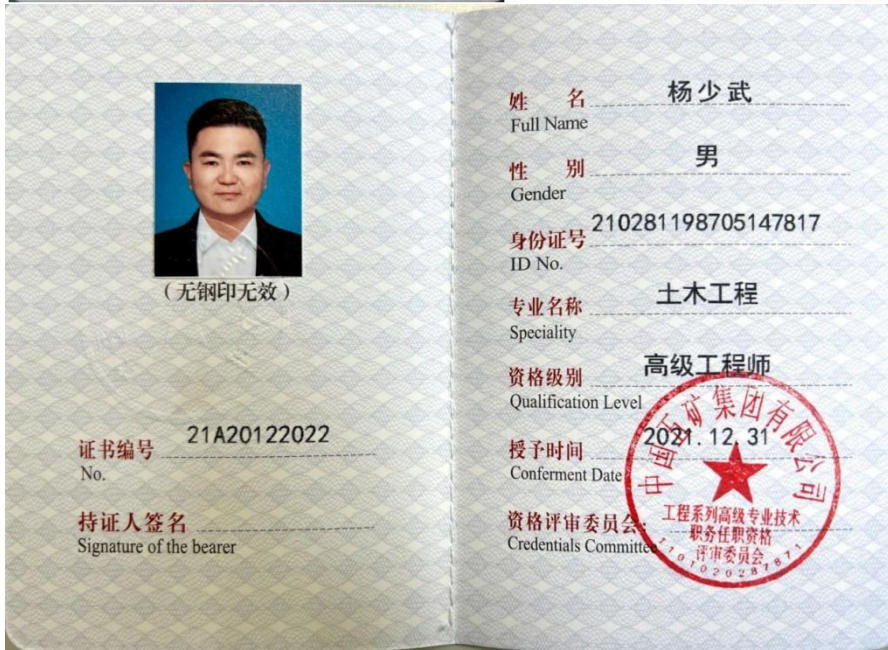 (无钢印无效)
证书编号 21A20122022
No.
持证人签名
Signature of the bearer
姓 名 杨少武
Full Name
性 别 男
Gender
身份证号 210281198705147817
ID No.
专业名称 土木工程
Speciality
资格级别 高级工程师
Qualification Level
授予时间 2021.12.31
Conferment Date
资格评审委员会:
Credentials Committee
中国五矿集团有限公司
工程系列高级专业技术
职务任职资格
评审委员会
1101020287871